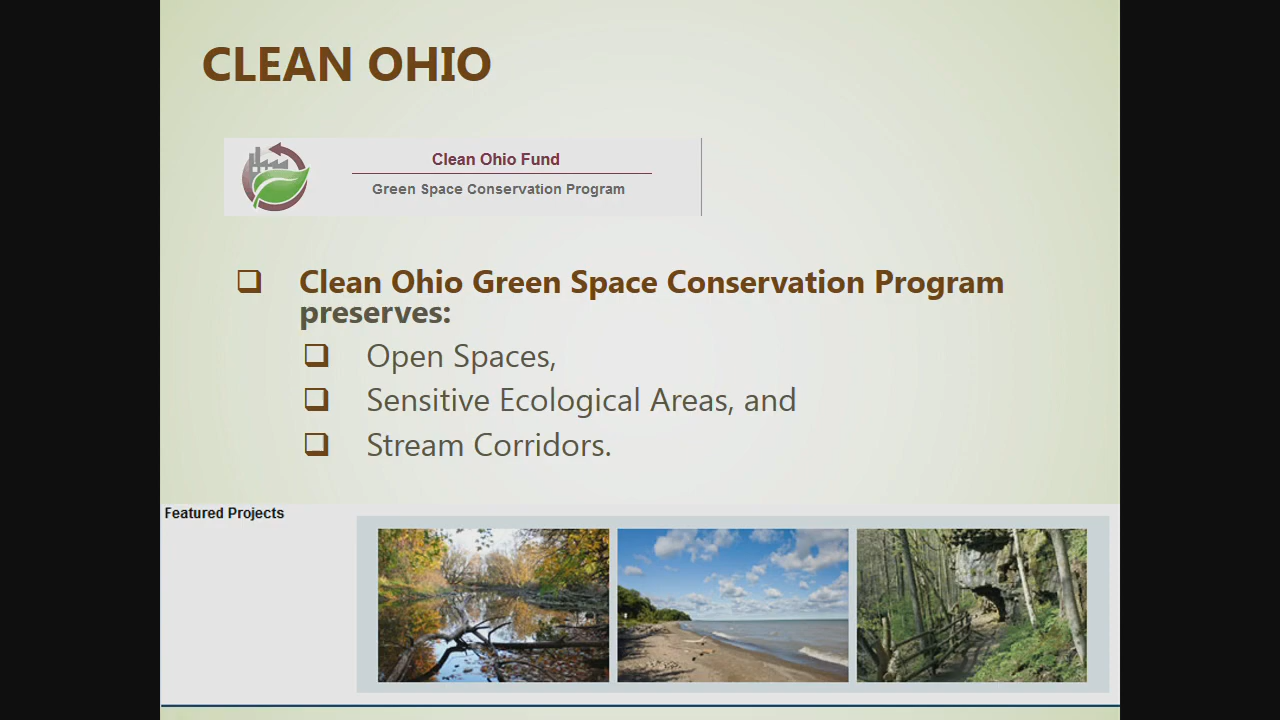 CLEAN OHIO
Clean Ohio Fund
Green Space Conservation Program
Clean Ohio Green Space Conservation Program
preserves:
Open Spaces,
Sensitive Ecological Areas, and
Stream Corridors.
Featured Projects